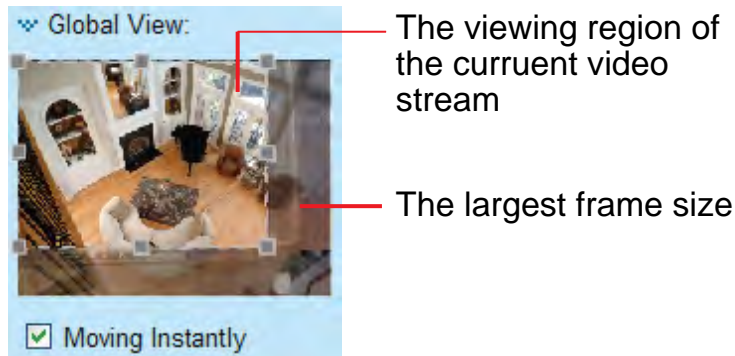 Global View:
The viewing region of
the curruent video
stream
The largest frame size
Moving Instantly